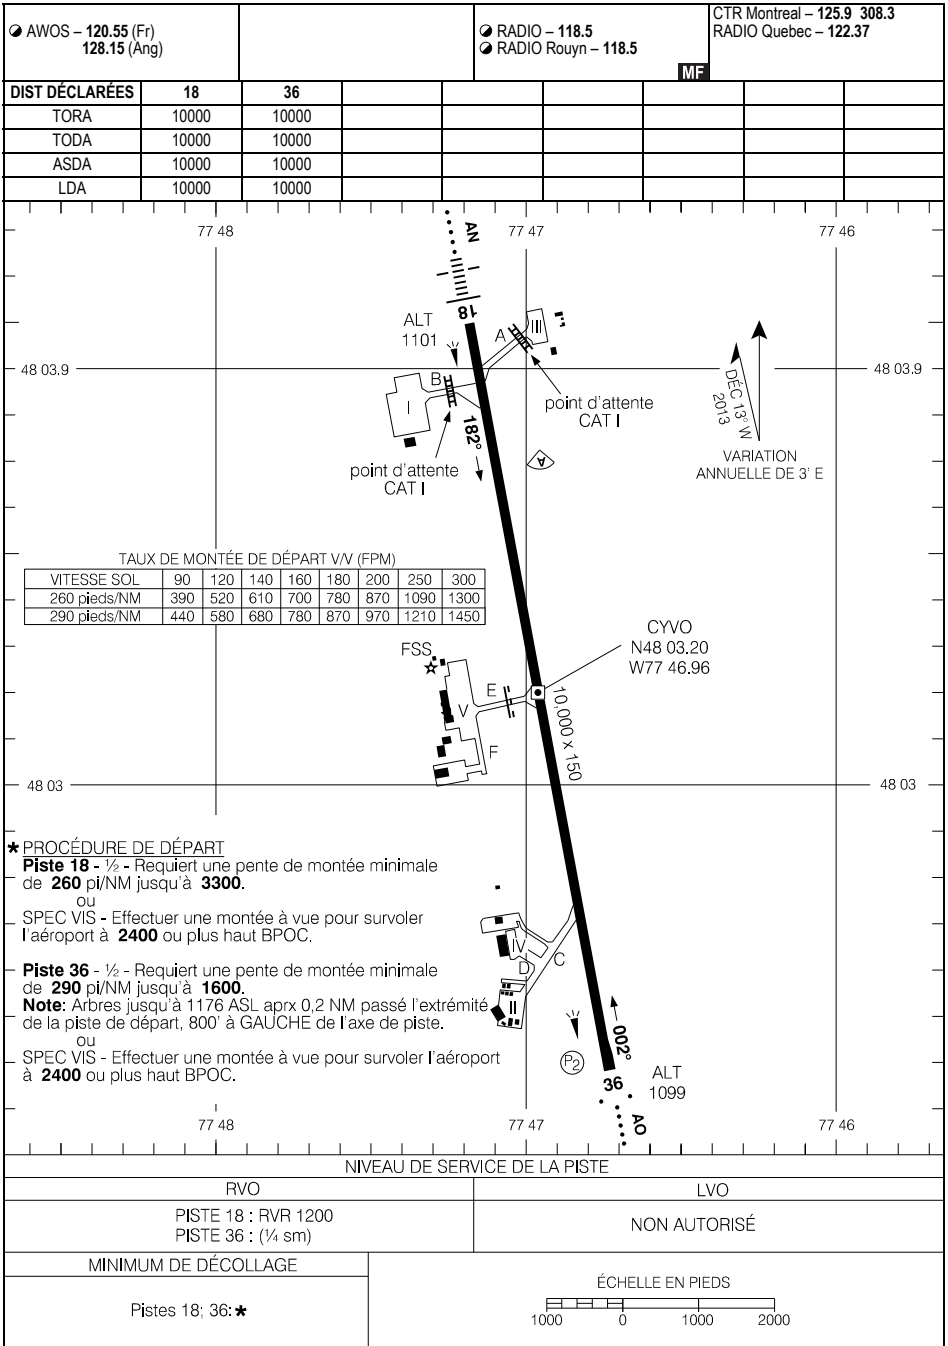 AWOS – 120.55 (Fr)
128.15 (Ang)
RADIO – 118.5
RADIO Rouyn – 118.5
MF
CTR Montreal – 125.9 308.3
RADIO Quebec – 122.37
DIST DÉCLARÉES 18 36
TORA 10000 10000
TODA 10000 10000
ASDA 10000 10000
LDA 10000 10000
77 48 77 47 77 46
AN
18
ALT
1101
A
III
B
I
48 03.9 48 03.9
point d'attente
CAT I
point d'attente
CAT I
182°
A
DÉC 13° W
2013
VARIATION
ANNUELLE DE 3' E
TAUX DE MONTÉE DE DÉPART V/V (FPM)
VITESSE SOL 90 120 140 160 180 200 250 300
260 pieds/NM 390 520 610 700 780 870 1090 1300
290 pieds/NM 440 580 680 780 870 970 1210 1450
CYVO
N48 03.20
W77 46.96
FSS
E
V
F
10,000 x 150
48 03 48 03
* PROCÉDURE DE DÉPART
Piste 18 - ½ - Requiert une pente de montée minimale
de 260 pi/NM jusqu'à 3300.
ou
SPEC VIS - Effectuer une montée à vue pour survoler
l'aéroport à 2400 ou plus haut BPOC.
Piste 36 - ½ - Requiert une pente de montée minimale
de 290 pi/NM jusqu'à 1600.
Note: Arbres jusqu'à 1176 ASL aprx 0,2 NM passé l'extrémité
de la piste de départ, 800' à GAUCHE de l'axe de piste.
ou
SPEC VIS - Effectuer une montée à vue pour survoler l'aéroport
à 2400 ou plus haut BPOC.
IV
C
D
II
P2
002°
36
ALT
1099
AO
77 48 77 47 77 46
NIVEAU DE SERVICE DE LA PISTE
RVO LVO
PISTE 18 : RVR 1200
PISTE 36 : (¼ sm)
NON AUTORISÉ
MINIMUM DE DÉCOLLAGE
Pistes 18; 36: *
ÉCHELLE EN PIEDS
1000 0 1000 2000